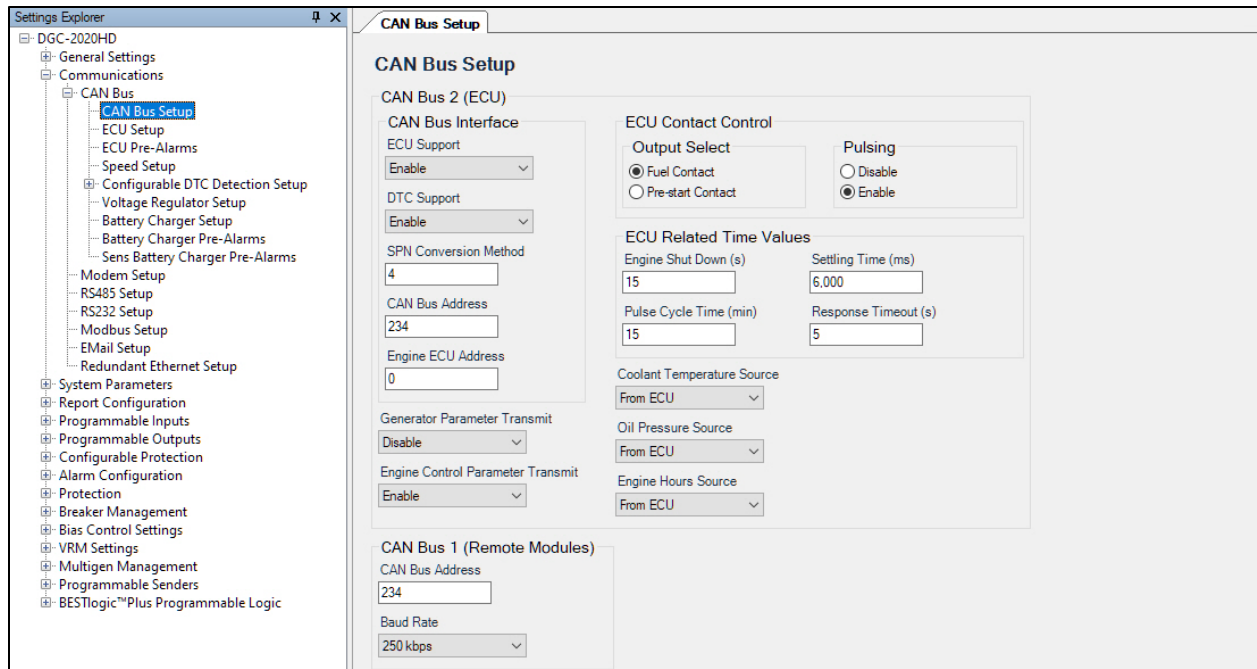 Settings Explorer
DGC-2020HD
General Settings
Communications
CAN Bus
CAN Bus Setup
ECU Setup
ECU Pre-Alarms
Speed Setup
Configurable DTC Detection Setup
Voltage Regulator Setup
Battery Charger Setup
Battery Charger Pre-Alarms
Sens Battery Charger Pre-Alarms
Modem Setup
RS485 Setup
RS232 Setup
Modbus Setup
EMail Setup
Redundant Ethernet Setup
System Parameters
Report Configuration
Programmable Inputs
Programmable Outputs
Configurable Protection
Alarm Configuration
Protection
Breaker Management
Bias Control Settings
VRM Settings
Multigen Management
Programmable Senders
BESTlogic™Plus Programmable Logic
CAN Bus Setup
CAN Bus Setup
CAN Bus 2 (ECU)
CAN Bus Interface
ECU Support
Enable
DTC Support
Enable
SPN Conversion Method
4
CAN Bus Address
234
Engine ECU Address
0
Generator Parameter Transmit
Disable
Engine Control Parameter Transmit
Enable
ECU Contact Control
Output Select
Fuel Contact
Pre-start Contact
Pulsing
Disable
Enable
ECU Related Time Values
Engine Shut Down (s)
15
Settling Time (ms)
6,000
Pulse Cycle Time (min)
15
Response Timeout (s)
5
Coolant Temperature Source
From ECU
Oil Pressure Source
From ECU
Engine Hours Source
From ECU
CAN Bus 1 (Remote Modules)
CAN Bus Address
234
Baud Rate
250 kbps